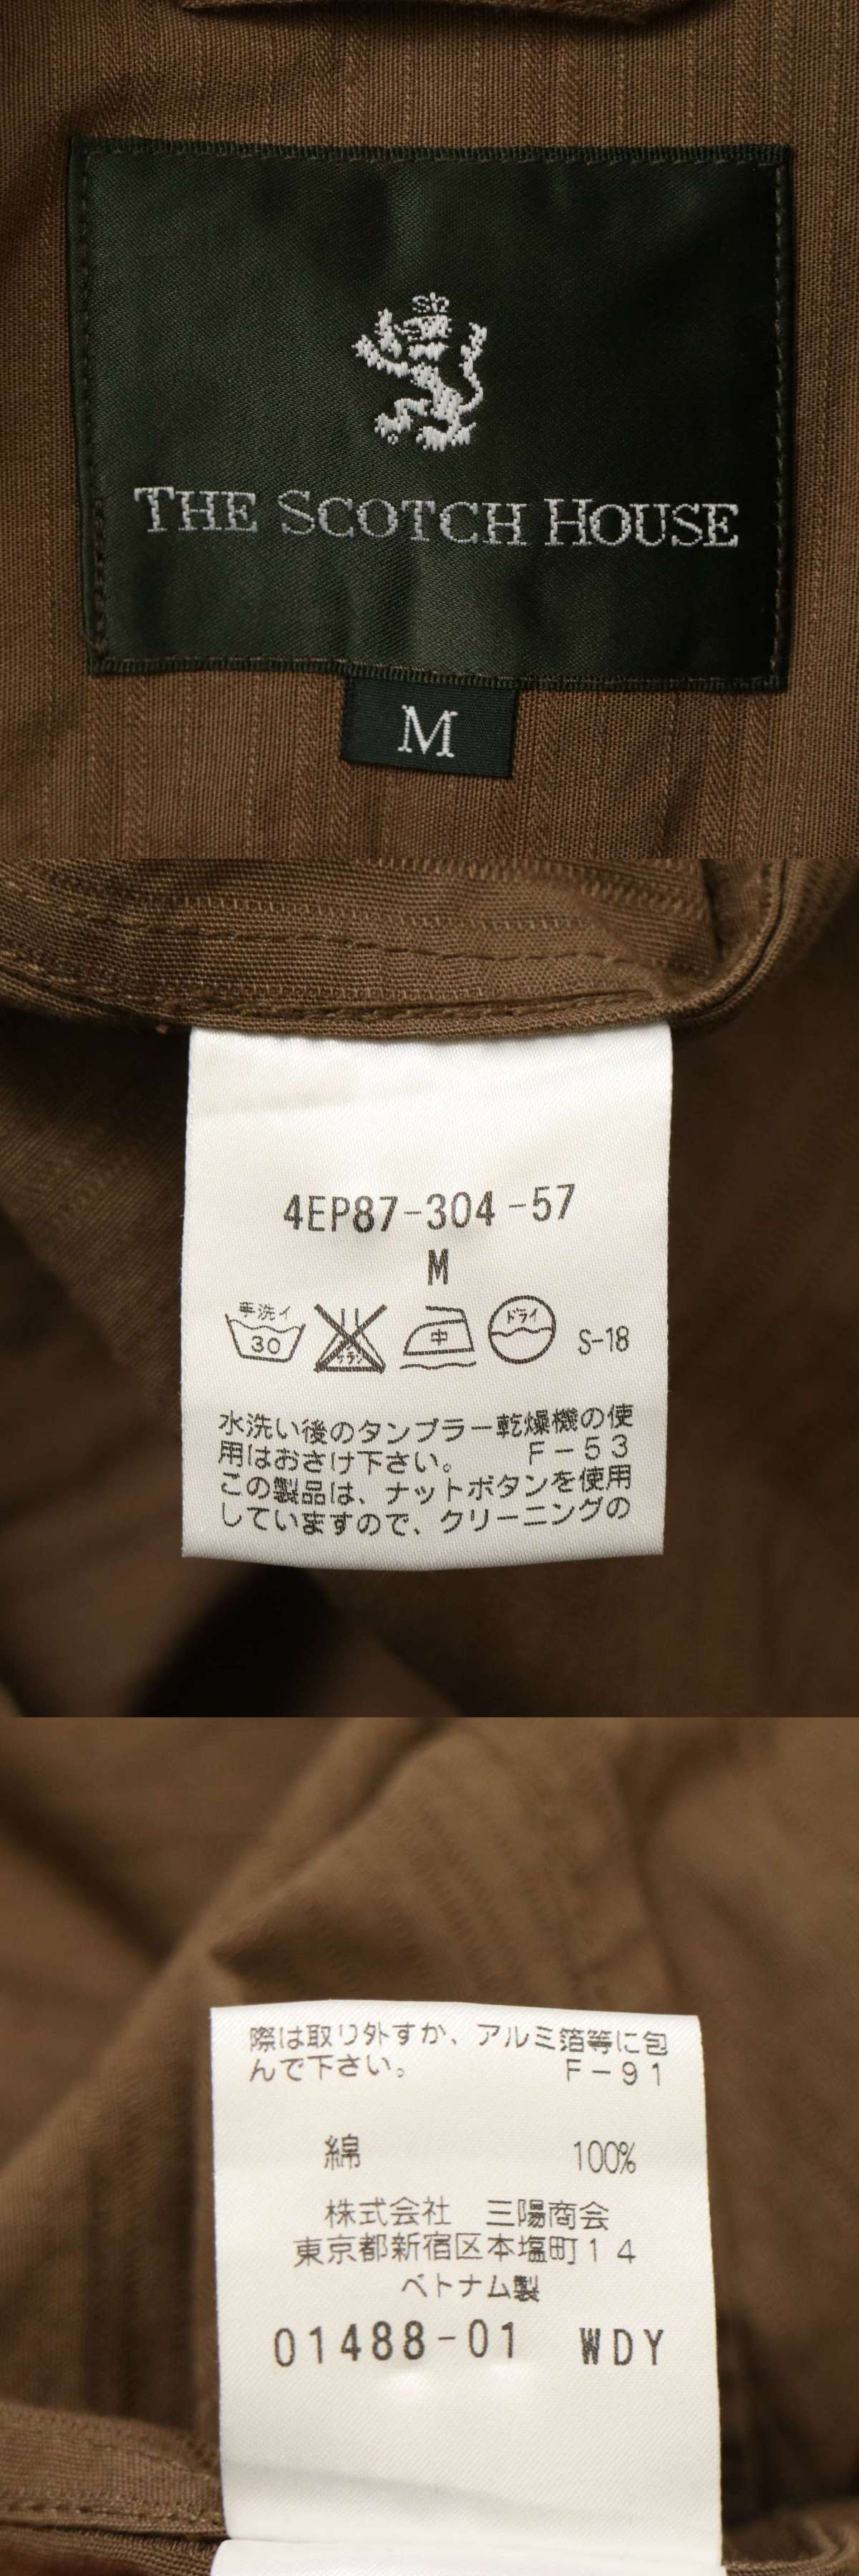 THE SCOTCH HOUSE
M
4EP87-304-57
M
手洗イ
30
中
ドライ
S-18
水洗い後のタンブラー乾燥機の使
用はおさけ下さい。 F-53
この製品は、ナットボタンを使用
していますので、クリーニングの
際は取り外すか、アルミ箔等に包
んで下さい。 F-91
綿 100%
株式会社 三陽商会
東京都新宿区本塩町14
ベトナム製
01488-01 WDY